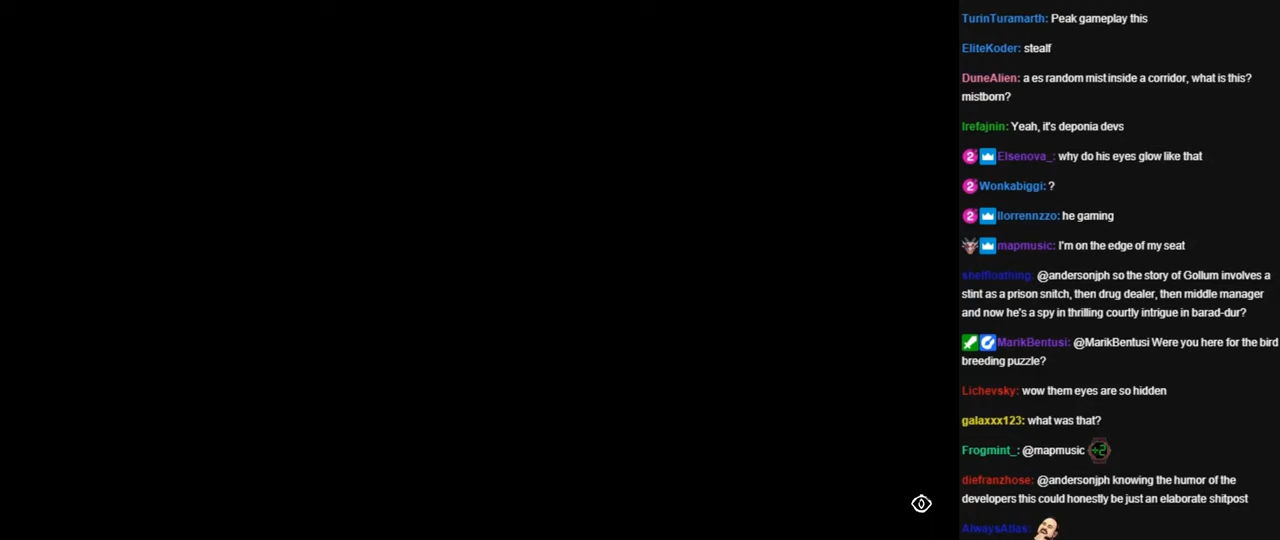 TurinTuramarth: Peak gameplay this
EliteKoder: stealf
DuneAlien: a es random mist inside a corridor, what is this?
mistborn?
Irefajnin: Yeah, it's deponia devs
Elsenova_: why do his eyes glow like that
Wonkabiggi: ?
llorrennzzo: he gaming
mapmusic: I'm on the edge of my seat
shelfloathing: @andersonjph so the story of Gollum involves a
stint as a prison snitch, then drug dealer, then middle manager
and now he's a spy in thrilling courtly intrigue in barad-dur?
MarikBentusi: @MarikBentusi Were you here for the bird
breeding puzzle?
Lichevsky: wow them eyes are so hidden
galaxxx123: what was that?
Frogmint_: @mapmusic +2
diefranzhose: @andersonjph knowing the humor of the
developers this could honestly be just an elaborate shitpost
AlwaysAtlas: